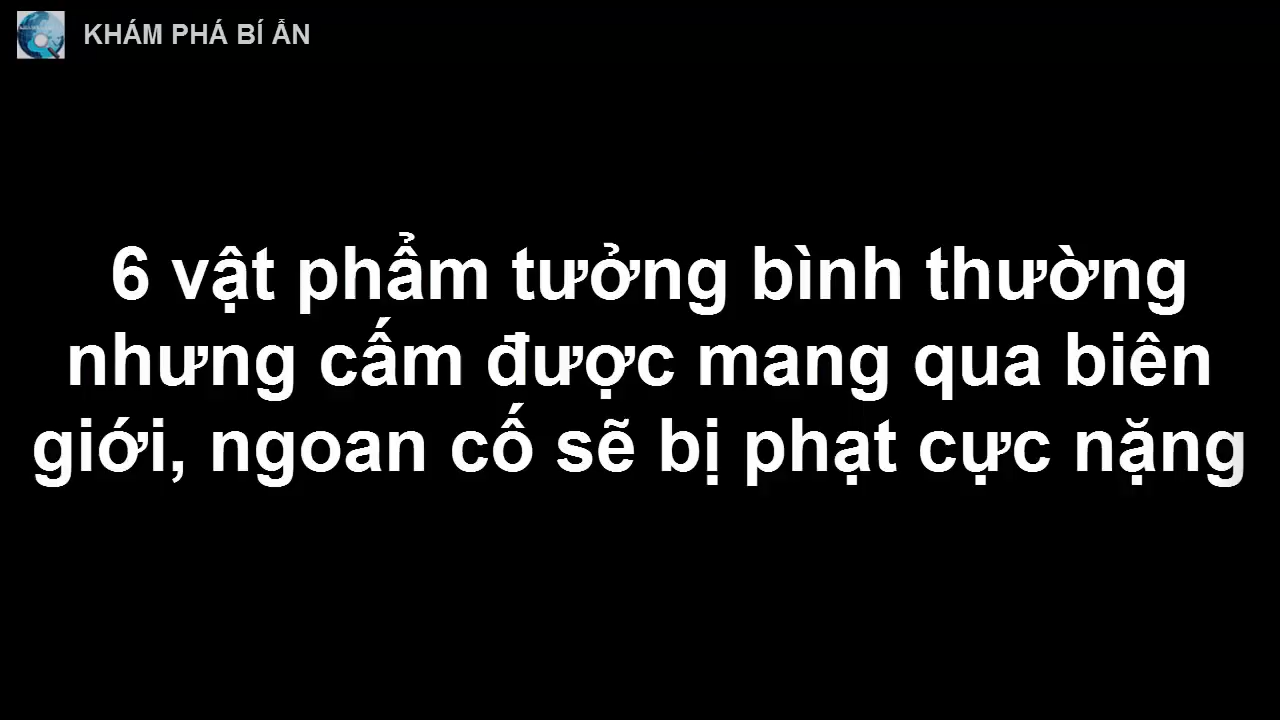 KHÁM PHÁ BÍ ẨN
6 vật phẩm tưởng bình thường
nhưng cấm được mang qua biên
giới, ngoan cố sẽ bị phạt cực nặng